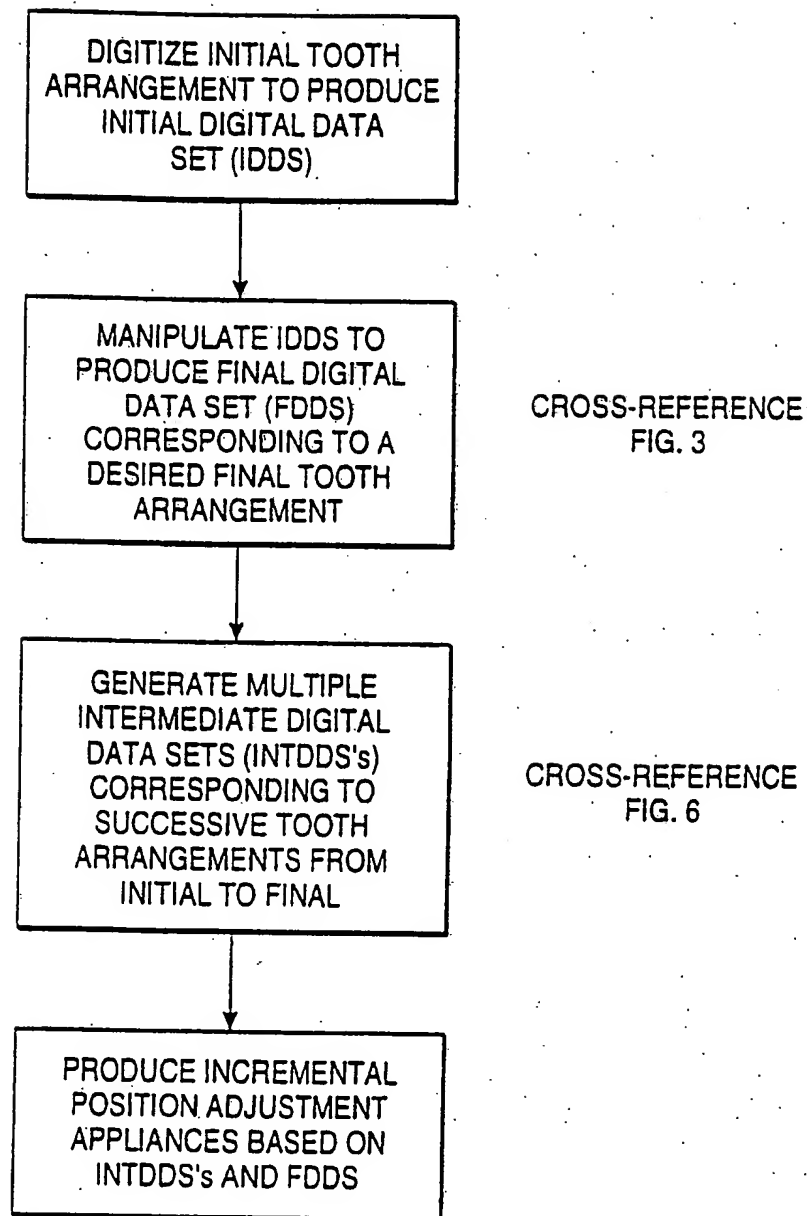 DIGITIZE INITIAL TOOTH
ARRANGEMENT TO PRODUCE
INITIAL DIGITAL DATA
SET (IDDS)
MANIPULATE IDDS TO
PRODUCE FINAL DIGITAL
DATA SET (FDDS)
CORRESPONDING TO A
DESIRED FINAL TOOTH
ARRANGEMENT
CROSS-REFERENCE
FIG. 3
GENERATE MULTIPLE
INTERMEDIATE DIGITAL
DATA SETS (INTDDS's)
CORRESPONDING TO
SUCCESSIVE TOOTH
ARRANGEMENTS FROM
INITIAL TO FINAL
CROSS-REFERENCE
FIG. 6
PRODUCE INCREMENTAL
POSITION ADJUSTMENT
APPLIANCES BASED ON
INTDDS's AND FDDS